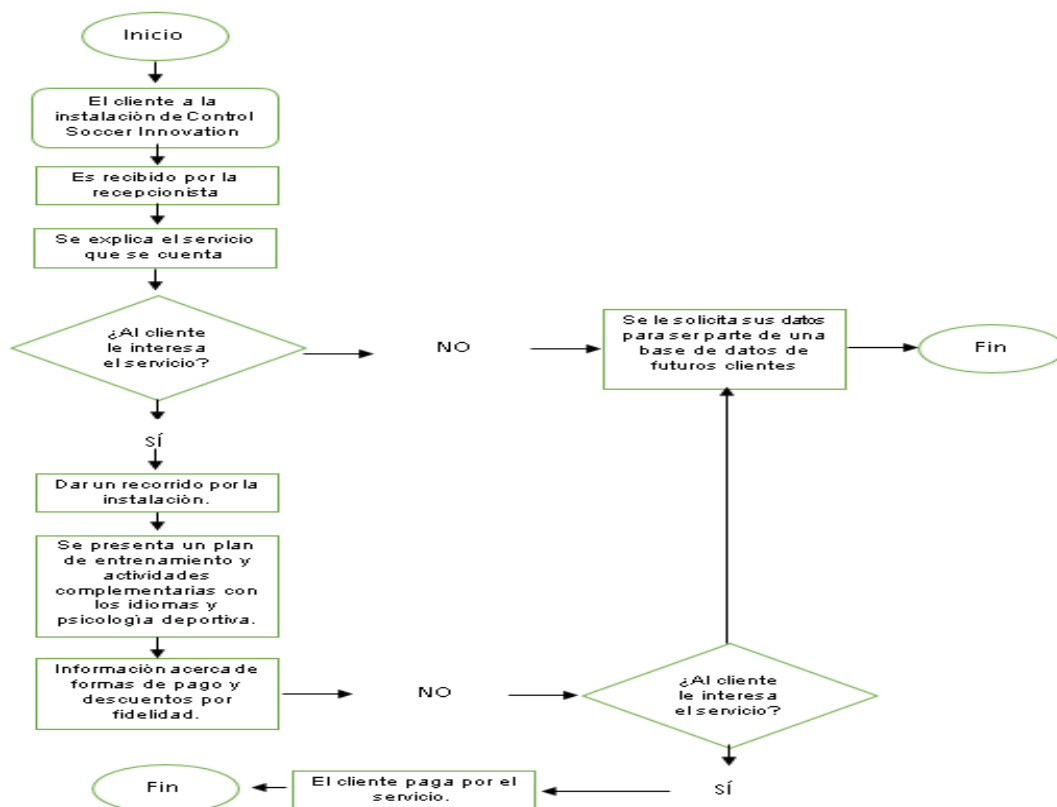 Inicio
El cliente a la
instalación de Control
Soccer Innovation
Es recibido por la
recepcionista
Se explica el servicio
que se cuenta
¿Al cliente
le interesa
el servicio?
NO
Se le solicita sus datos
para ser parte de una
base de datos de
futuros clientes
Fin
SÍ
Dar un recorrido por la
instalación.
Se presenta un plan
de entrenamiento y
actividades
complementarias con
los idiomas y
psicología deportiva.
Información acerca de
formas de pago y
descuentos por
fidelidad.
NO
¿Al cliente
le interesa
el servicio?
SÍ
El cliente paga por el
servicio.
Fin